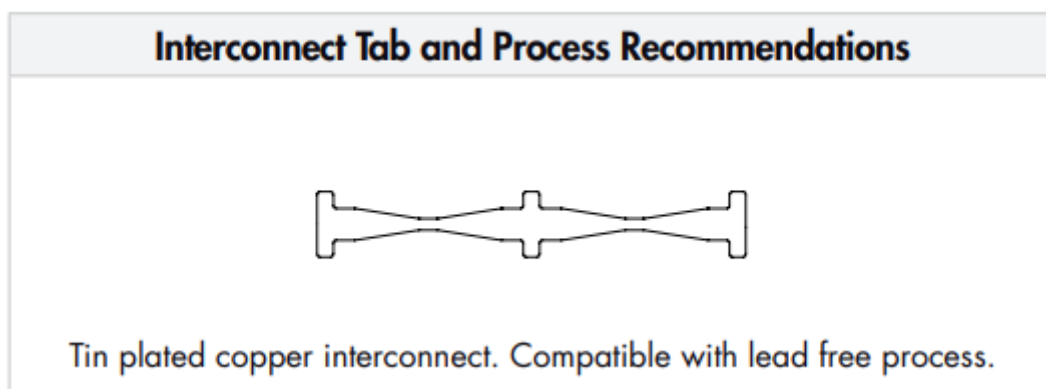 Interconnect Tab and Process Recommendations
Tin plated copper interconnect. Compatible with lead free process.